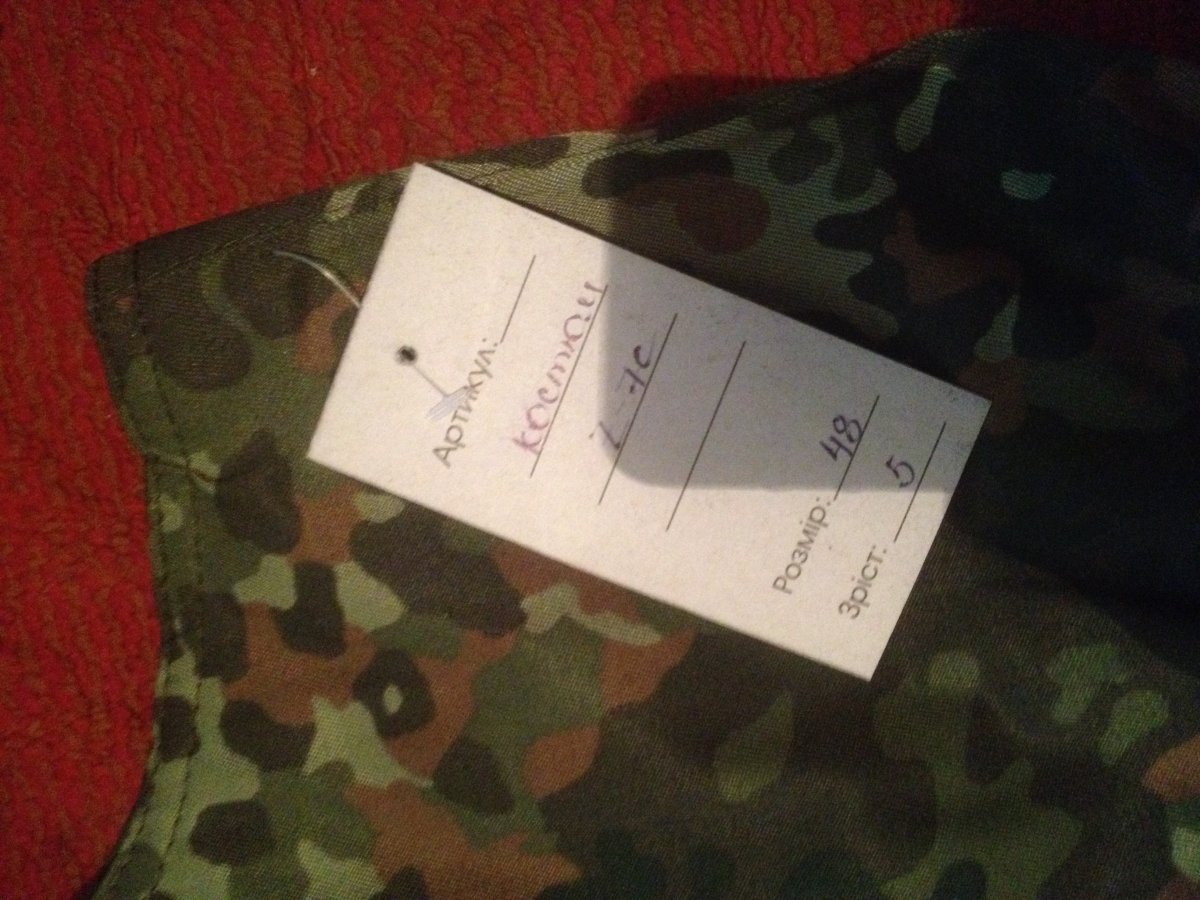 Артикул:
костюм
Розмір: 48
Зріст: 5